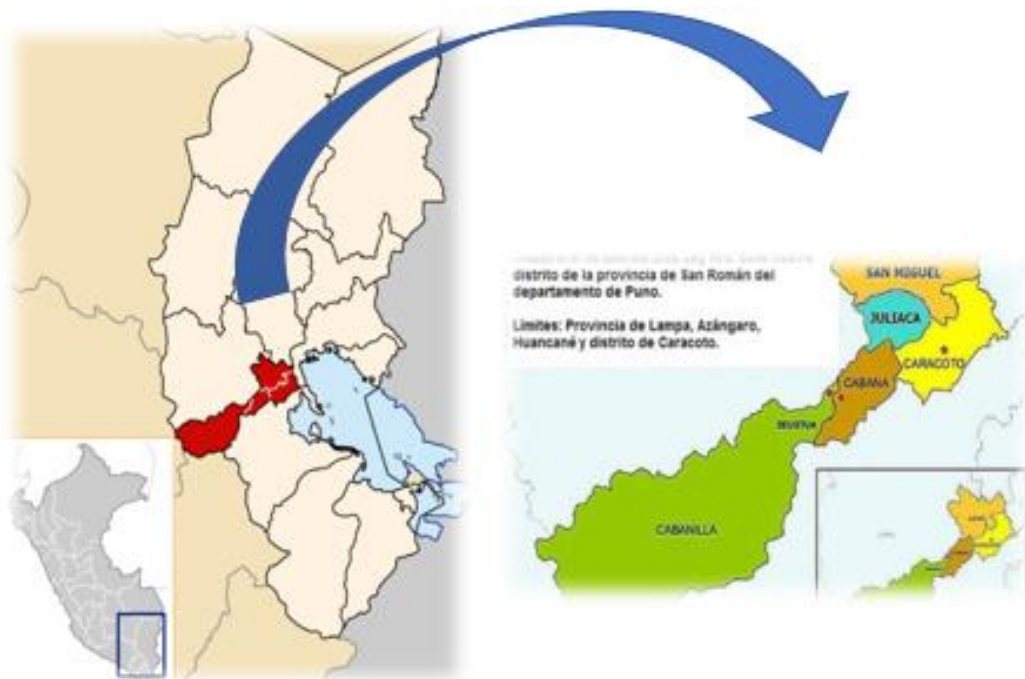 distrito de la provincia de San Román del
departamento de Puno.
Limites: Provincia de Lampa, Azángaro,
Huancané y distrito de Caracoto.
SAN MIGUEL
JULIACA
CARACOTO
CABANA
CABANILLA